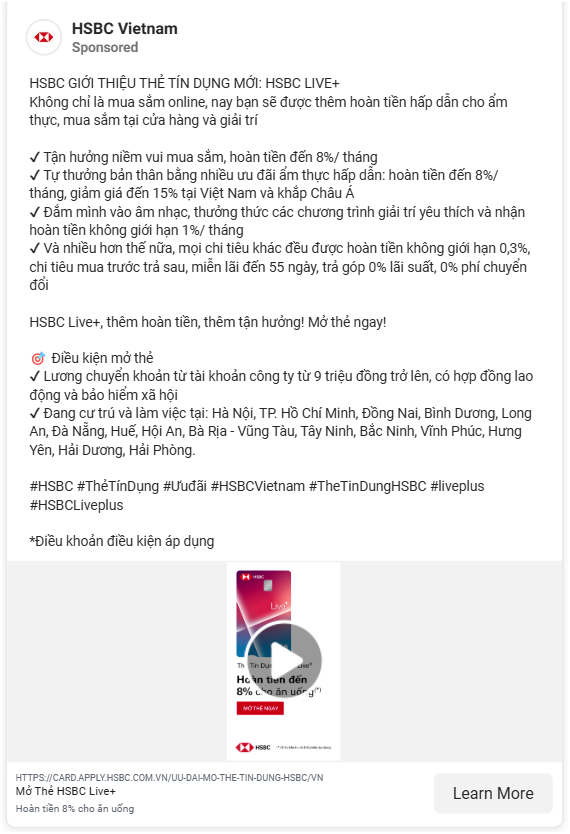 HSBC Vietnam
Sponsored
HSBC GIỚI THIỆU THẺ TÍN DỤNG MỚI: HSBC LIVE+
Không chỉ là mua sắm online, nay bạn sẽ được thêm hoàn tiền hấp dẫn cho ẩm
thực, mua sắm tại cửa hàng và giải trí
✓ Tận hưởng niềm vui mua sắm, hoàn tiền đến 8%/ tháng
✓ Tự thưởng bản thân bằng nhiều ưu đãi ẩm thực hấp dẫn: hoàn tiền đến 8%/
tháng, giảm giá đến 15% tại Việt Nam và khắp Châu Á
✓ Đắm mình vào âm nhạc, thưởng thức các chương trình giải trí yêu thích và nhận
hoàn tiền không giới hạn 1%/ tháng
✓ Và nhiều hơn thế nữa, mọi chi tiêu khác đều được hoàn tiền không giới hạn 0,3%,
chi tiêu mua trước trả sau, miễn lãi đến 55 ngày, trả góp 0% lãi suất, 0% phí chuyển
đổi
HSBC Live+, thêm hoàn tiền, thêm tận hưởng! Mở thẻ ngay!
🎯 Điều kiện mở thẻ
✓ Lương chuyển khoản từ tài khoản công ty từ 9 triệu đồng trở lên, có hợp đồng lao
động và bảo hiểm xã hội
✓ Đang cư trú và làm việc tại: Hà Nội, TP. Hồ Chí Minh, Đồng Nai, Bình Dương, Long
An, Đà Nẵng, Huế, Hội An, Bà Rịa - Vũng Tàu, Tây Ninh, Bắc Ninh, Vĩnh Phúc, Hưng
Yên, Hải Dương, Hải Phòng.
#HSBC #ThẻTínDụng #Ưuđãi #HSBCVietnam #TheTinDungHSBC #liveplus
#HSBCLiveplus
*Điều khoản điều kiện áp dụng
HSBC
Live+
Hoàn tiền đến
8% cho ăn uống(*)
MỞ THẺ NGAY
HSBC
HTTPS://CARD.APPLY.HSBC.COM.VN/UU-DAI-MO-THE-TIN-DUNG-HSBC/VN
Mở Thẻ HSBC Live+
Hoàn tiền 8% cho ăn uống
Learn More